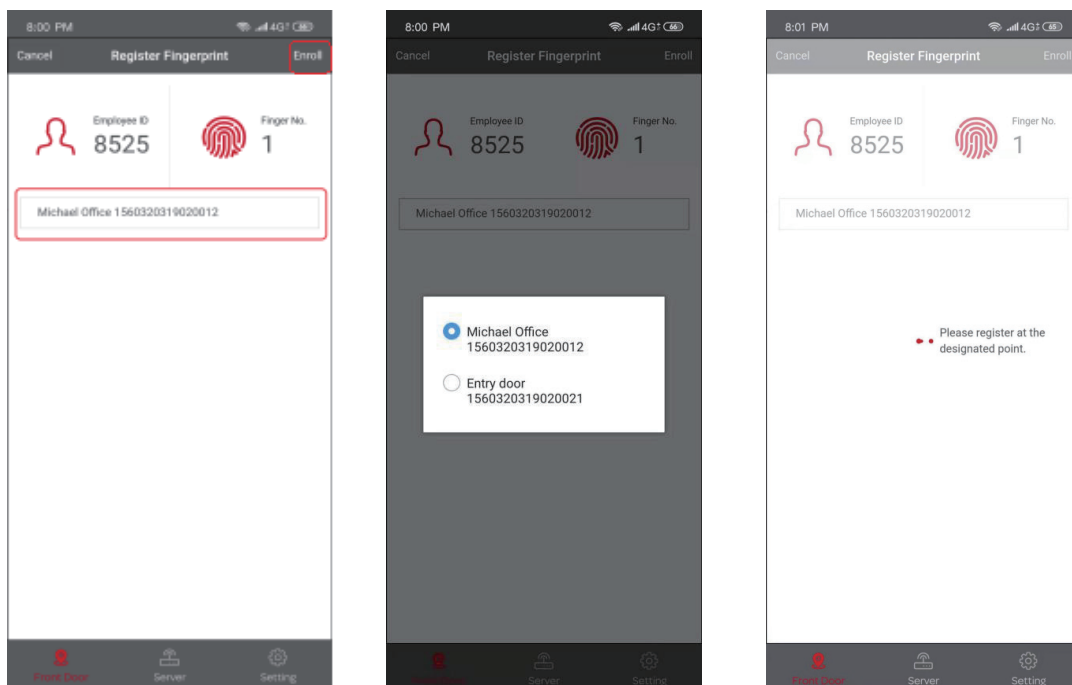 8:00 PM 4G 66
Cancel Register Fingerprint Enroll
Employee ID
8525
Finger No.
1
Michael Office 1560320319020012
Front Door Server Setting
8:00 PM 4G 66
Cancel Register Fingerprint Enroll
Employee ID
8525
Finger No.
1
Michael Office 1560320319020012
Michael Office
1560320319020012
Entry door
1560320319020021
Server Setting
8:01 PM 4G 65
Cancel Register Fingerprint Enroll
Employee ID
8525
Finger No.
1
Michael Office 1560320319020012
Please register at the
designated point.
Front Door Server Setting